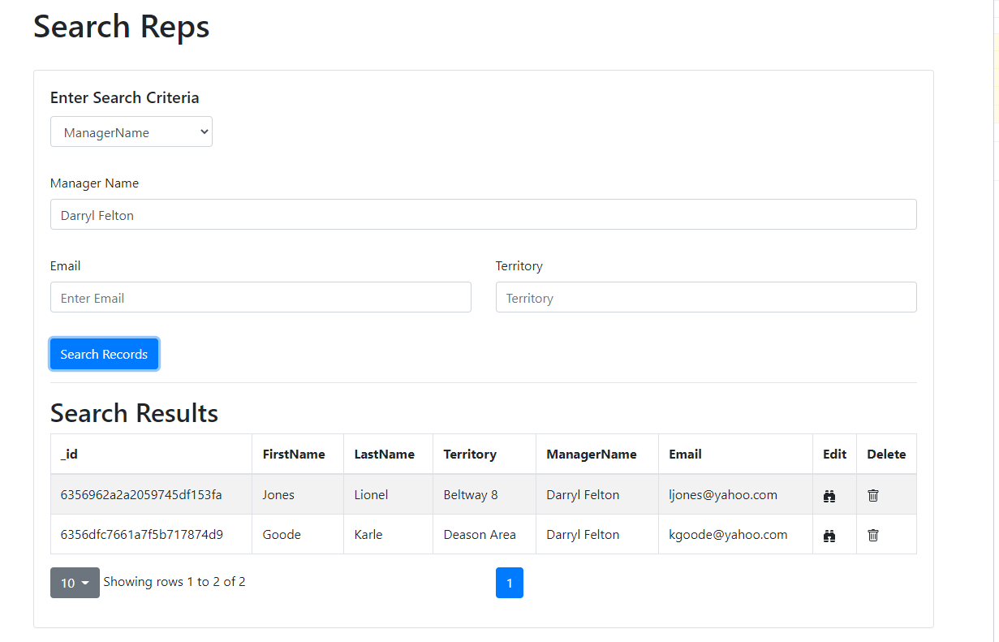 Search Reps
Enter Search Criteria
ManagerName
Manager Name
Darryl Felton
Email Territory
Enter Email Territory
Search Records
Search Results
_id FirstName LastName Territory ManagerName Email Edit Delete
6356962a2a2059745df153fa Jones Lionel Beltway 8 Darryl Felton ljones@yahoo.com
6356dfc7661a7f5b717874d9 Goode Karle Deason Area Darryl Felton kgoode@yahoo.com
10 Showing rows 1 to 2 of 2 1